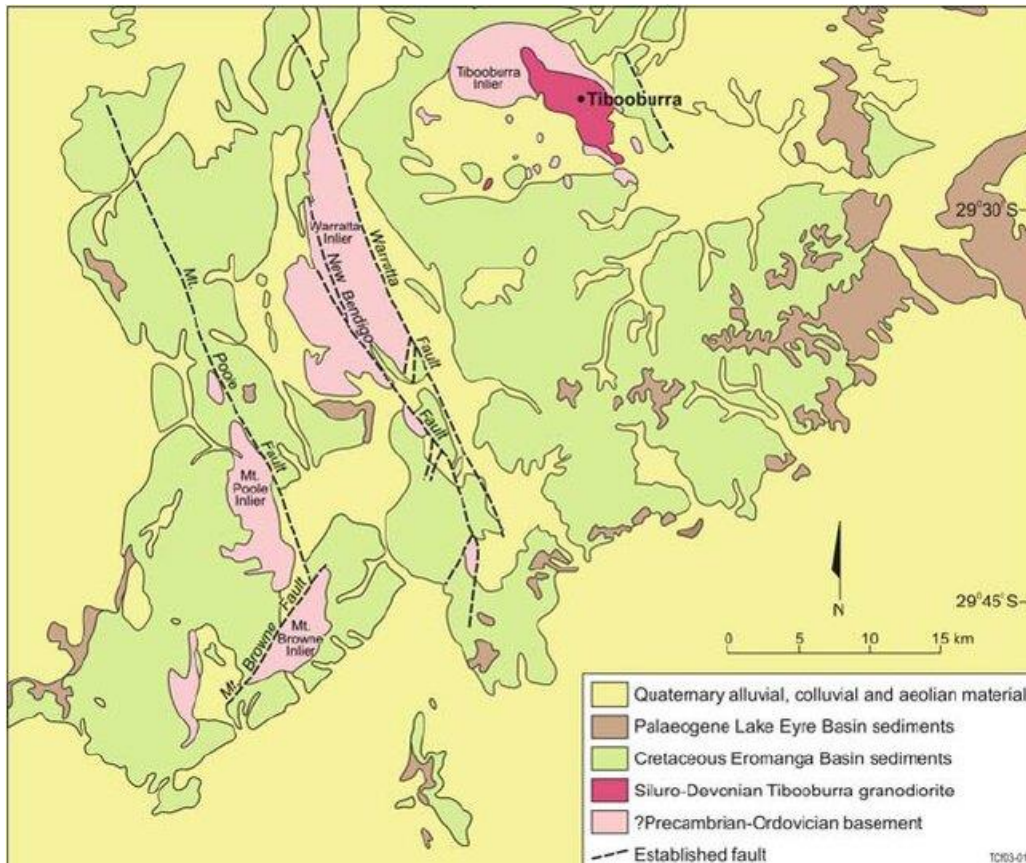 Tibooburra
Inlier
Tibooburra
29°30' S
Warratta
Inlier
Warratta
Fault
New Bendigo
Fault
Mt.
Poole
Fault
Mt.
Poole
Inlier
Mt
Browne
Fault
Mt.
Browne
Inlier
29°45' S
N
0 5 10 15 km
Quaternary alluvial, colluvial and aeolian material
Palaeogene Lake Eyre Basin sediments
Cretaceous Eromanga Basin sediments
Siluro-Devonian Tibooburra granodiorite
?Precambrian-Ordovician basement
Established fault